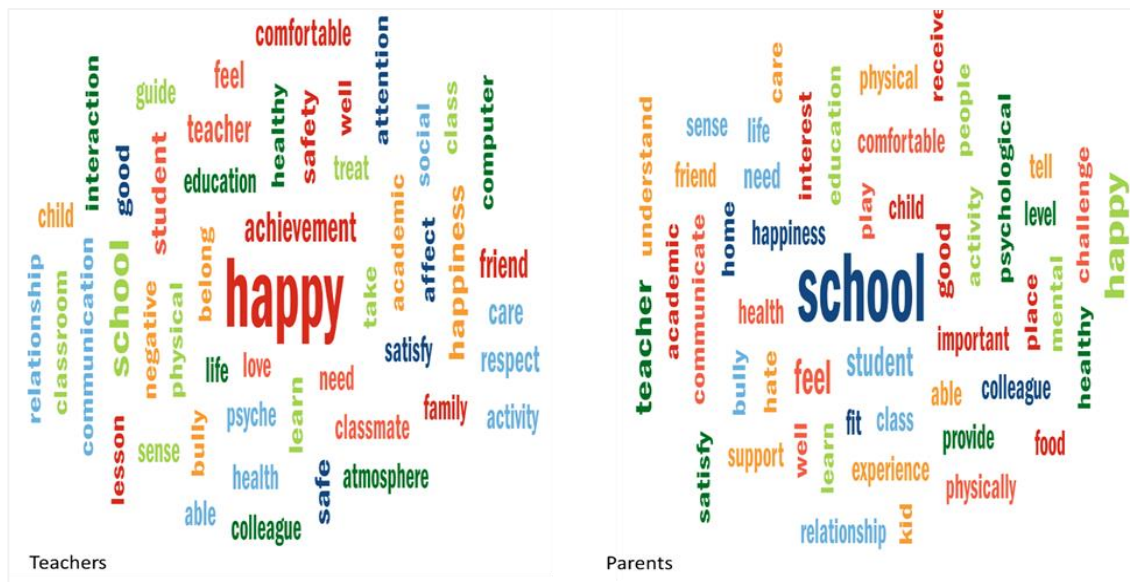 comfortable
feel
attention
interaction
guide
healthy
safety
well
computer
class
social
teacher
good
student
treat
education
child
academic
achievement
belong
happiness
affect
friend
happy
take
relationship
classroom
communication
school
negative
physical
care
satisfy
respect
life
love
need
psyche
learn
family
activity
classmate
lesson
sense
bully
health
safe
atmosphere
able
colleague
Teachers
receive
care
physical
education
people
understand
interest
sense
life
comfortable
psychological
tell
friend
need
play
child
activity
level
challenge
happy
home
happiness
good
academic
communicate
school
place
mental
teacher
health
important
healthy
bully
hate
feel
student
able
colleague
fit
class
satisfy
support
well
learn
experience
provide
food
physically
relationship
kid
Parents